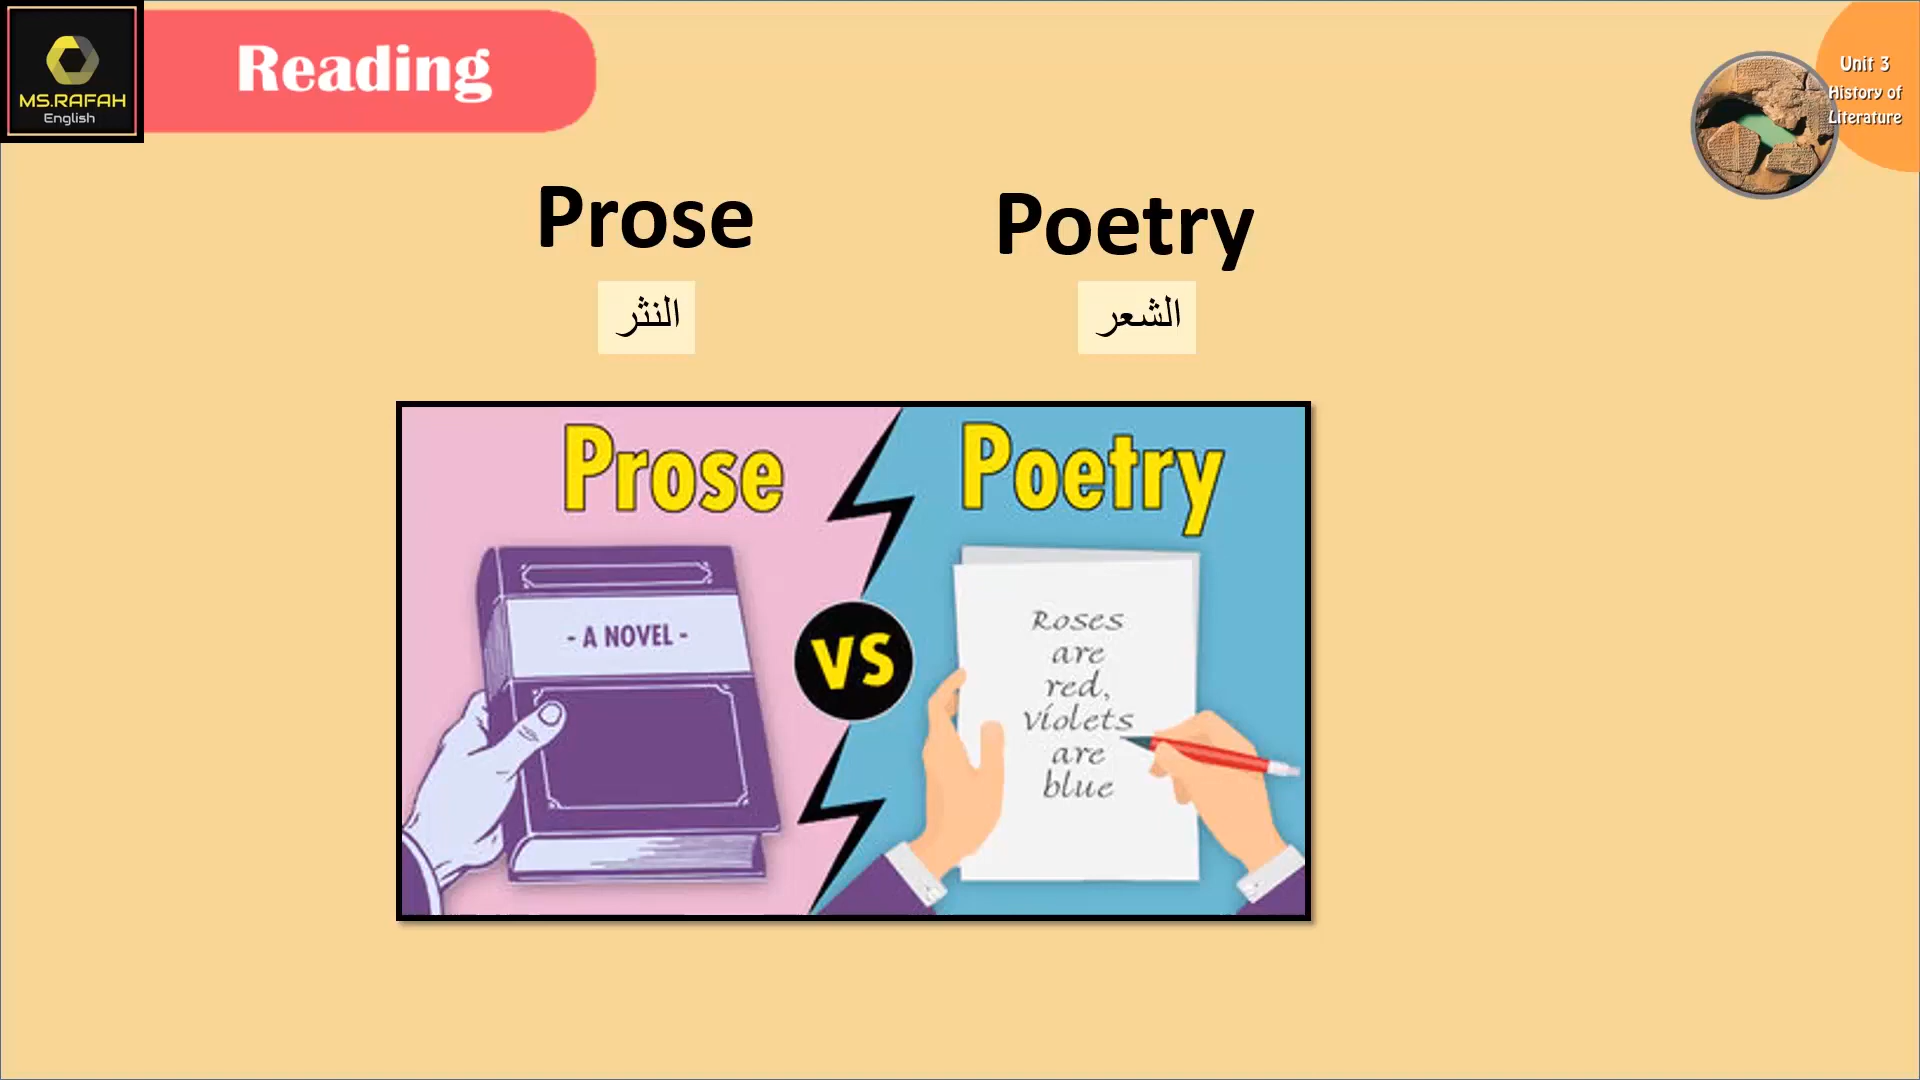 MS.RAFAH
English
Reading
Unit 3
History of
Literature
Prose
Poetry
النثر
الشعر
Prose
Poetry
- A NOVEL -
VS
Roses
are
red,
violets
are
blue